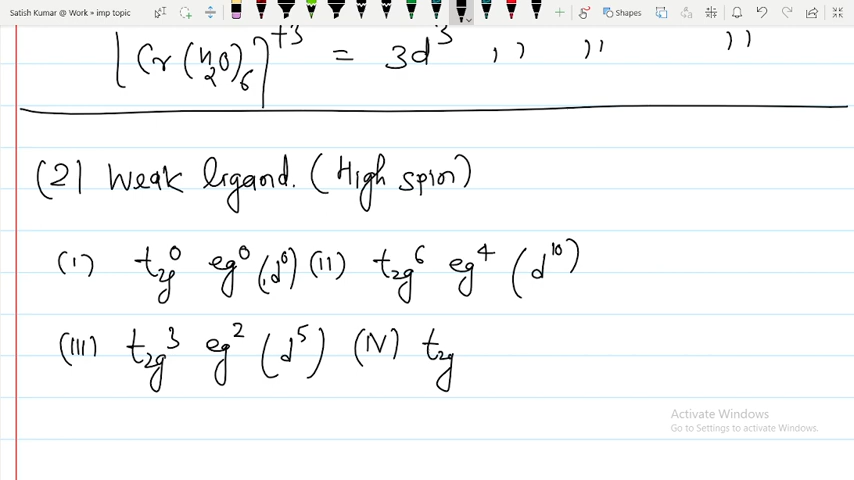 Satish Kumar @ Work » imp topic
Shapes
[Cr(H2O)6]+3 = 3d3 ,, ,, ,,
(2) Weak ligand. (High spin)
(i) t2g0 eg0 (d0) (ii) t2g6 eg4 (d10)
(iii) t2g3 eg2 (d5) (IV) t2g
Activate Windows
Go to Settings to activate Windows.